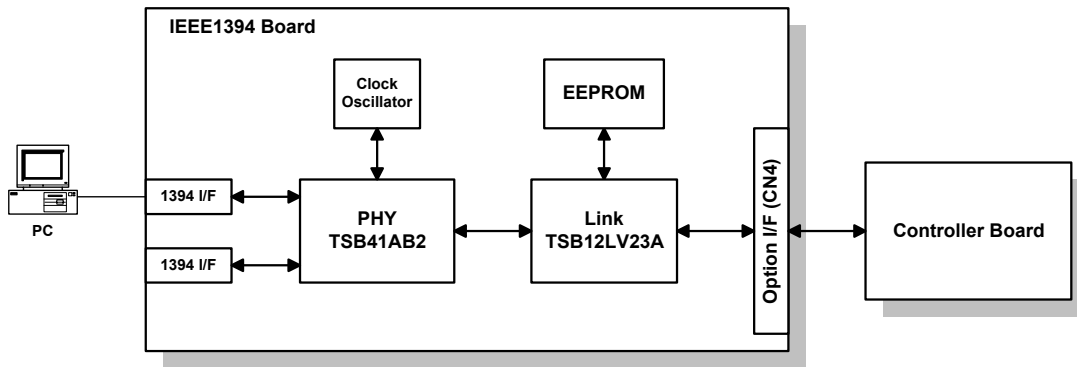 IEEE1394 Board
Clock
Oscillator
EEPROM
PC
1394 I/F
1394 I/F
PHY
TSB41AB2
Link
TSB12LV23A
Option I/F (CN4)
Controller Board